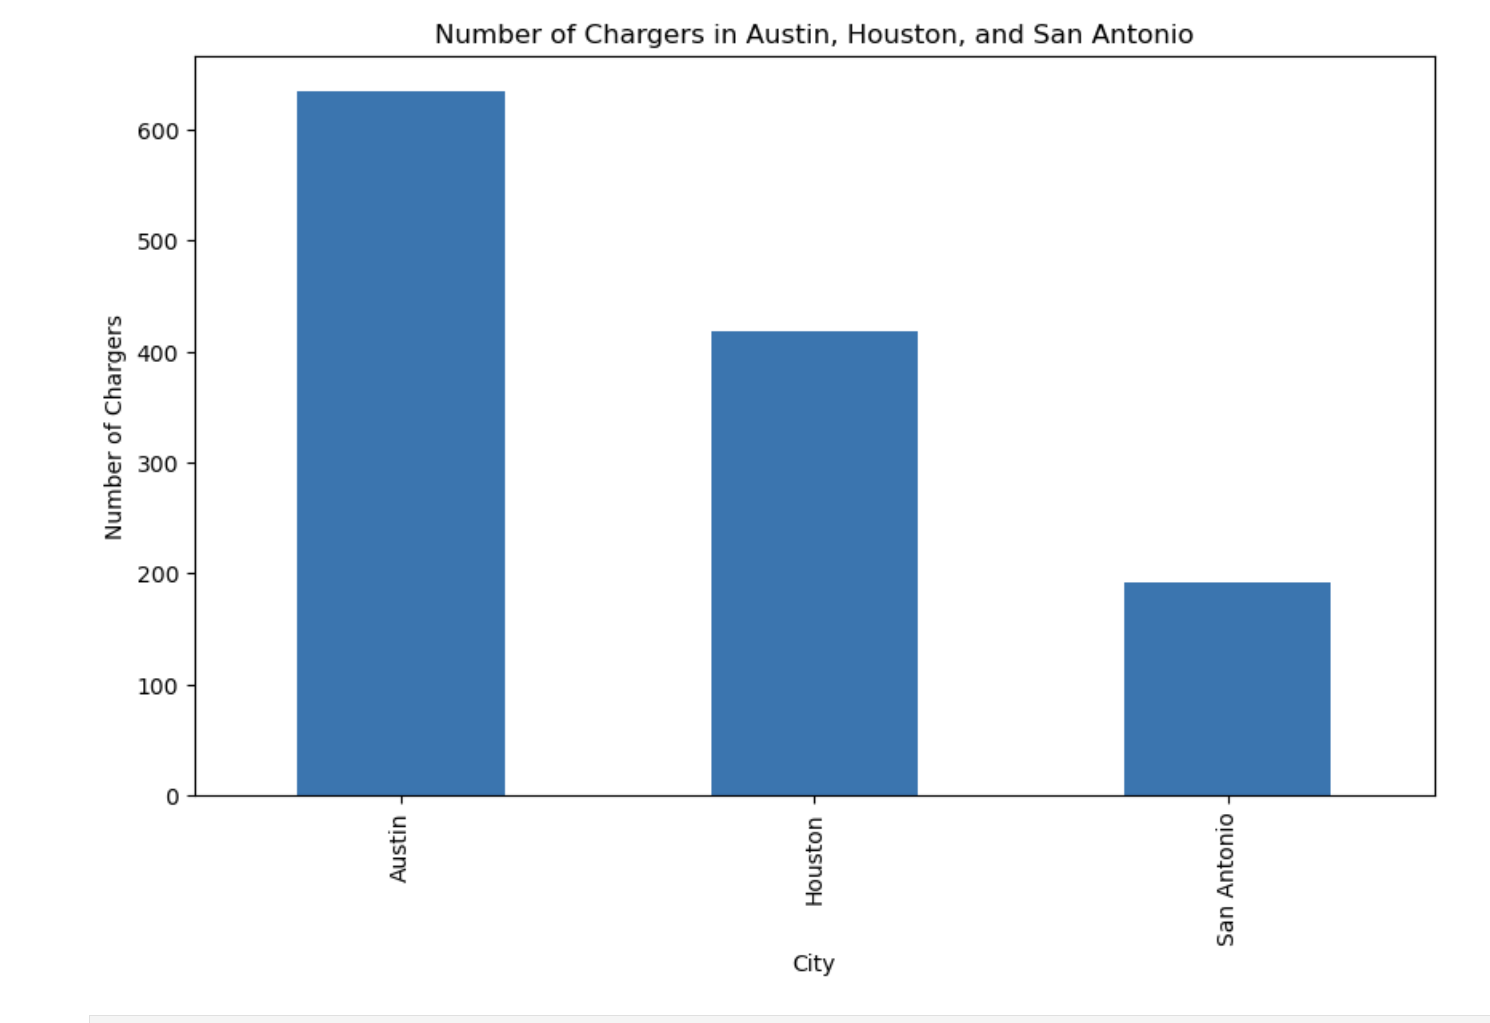 Number of Chargers in Austin, Houston, and San Antonio
Number of Chargers
600
500
400
300
200
100
0
Austin
Houston
San Antonio
City